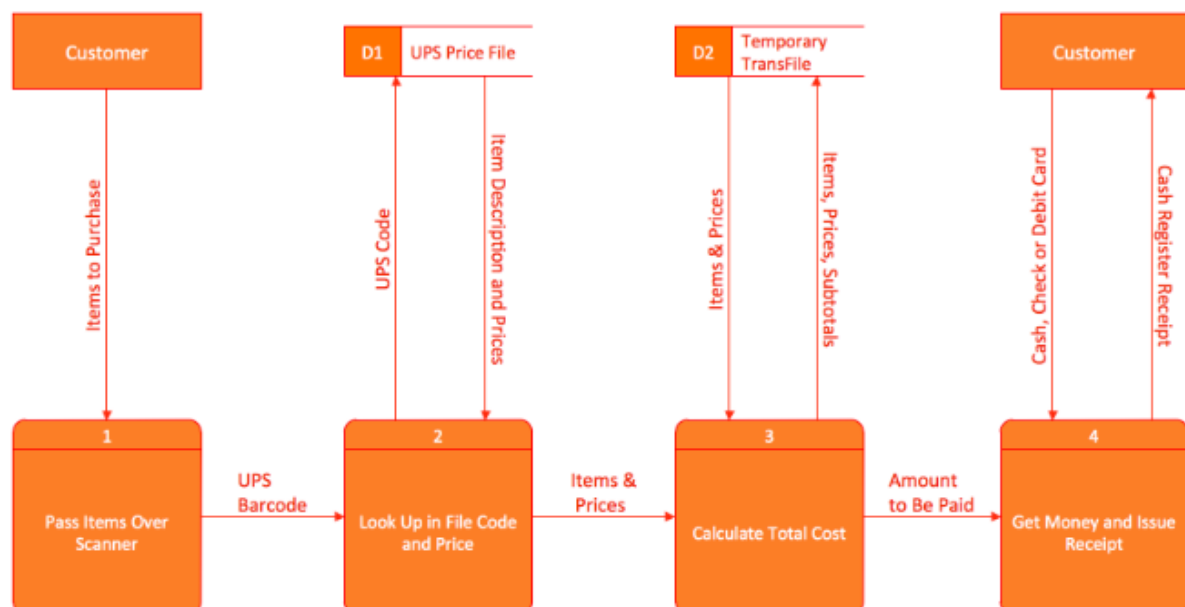 Customer
D1
UPS Price File
D2
Temporary
TransFile
Customer
Items to Purchase
UPS Code
Item Description and Prices
Items & Prices
Items, Prices, Subtotals
Cash, Check or Debit Card
Cash Register Receipt
1
Pass Items Over
Scanner
UPS
Barcode
2
Look Up in File Code
and Price
Items &
Prices
3
Calculate Total Cost
Amount
to Be Paid
4
Get Money and Issue
Receipt